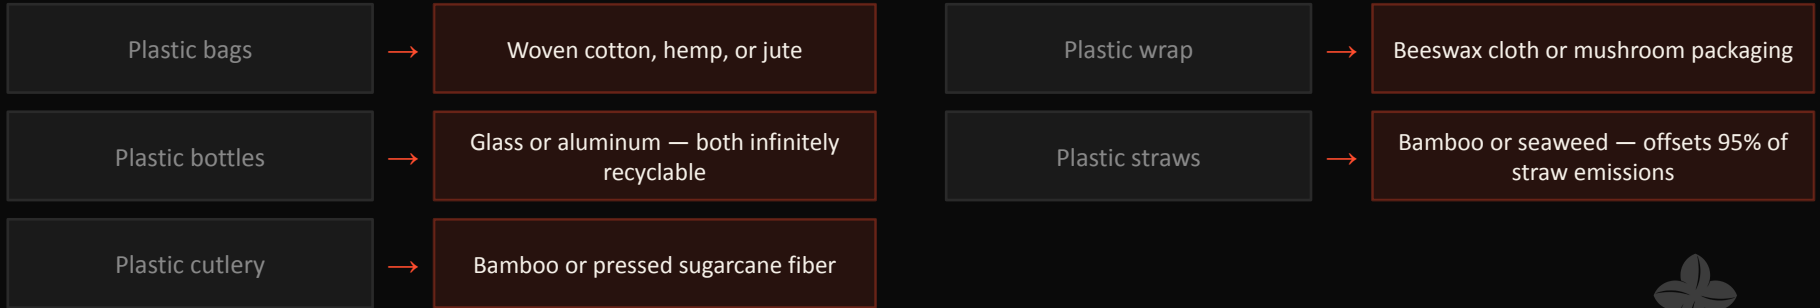 Plastic bags
→
Woven cotton, hemp, or jute
Plastic bottles
→
Glass or aluminum — both infinitely
recyclable
Plastic cutlery
→
Bamboo or pressed sugarcane fiber
Plastic wrap
→
Beeswax cloth or mushroom packaging
Plastic straws
→
Bamboo or seaweed — offsets 95% of
straw emissions